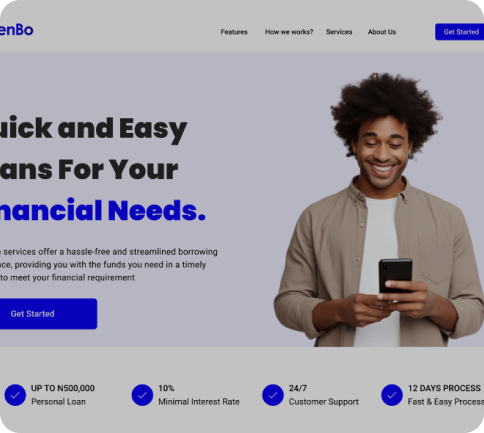 enBo
Features How we works? Services About Us Get Started
uick and Easy
ans For Your
nancial Needs.
services offer a hassle-free and streamlined borrowing
ce, providing you with the funds you need in a timely
to meet your financial requirement
Get Started
UP TO N500,000 10% 24/7 12 DAYS PROCESS
Personal Loan Minimal Interest Rate Customer Support Fast & Easy Process